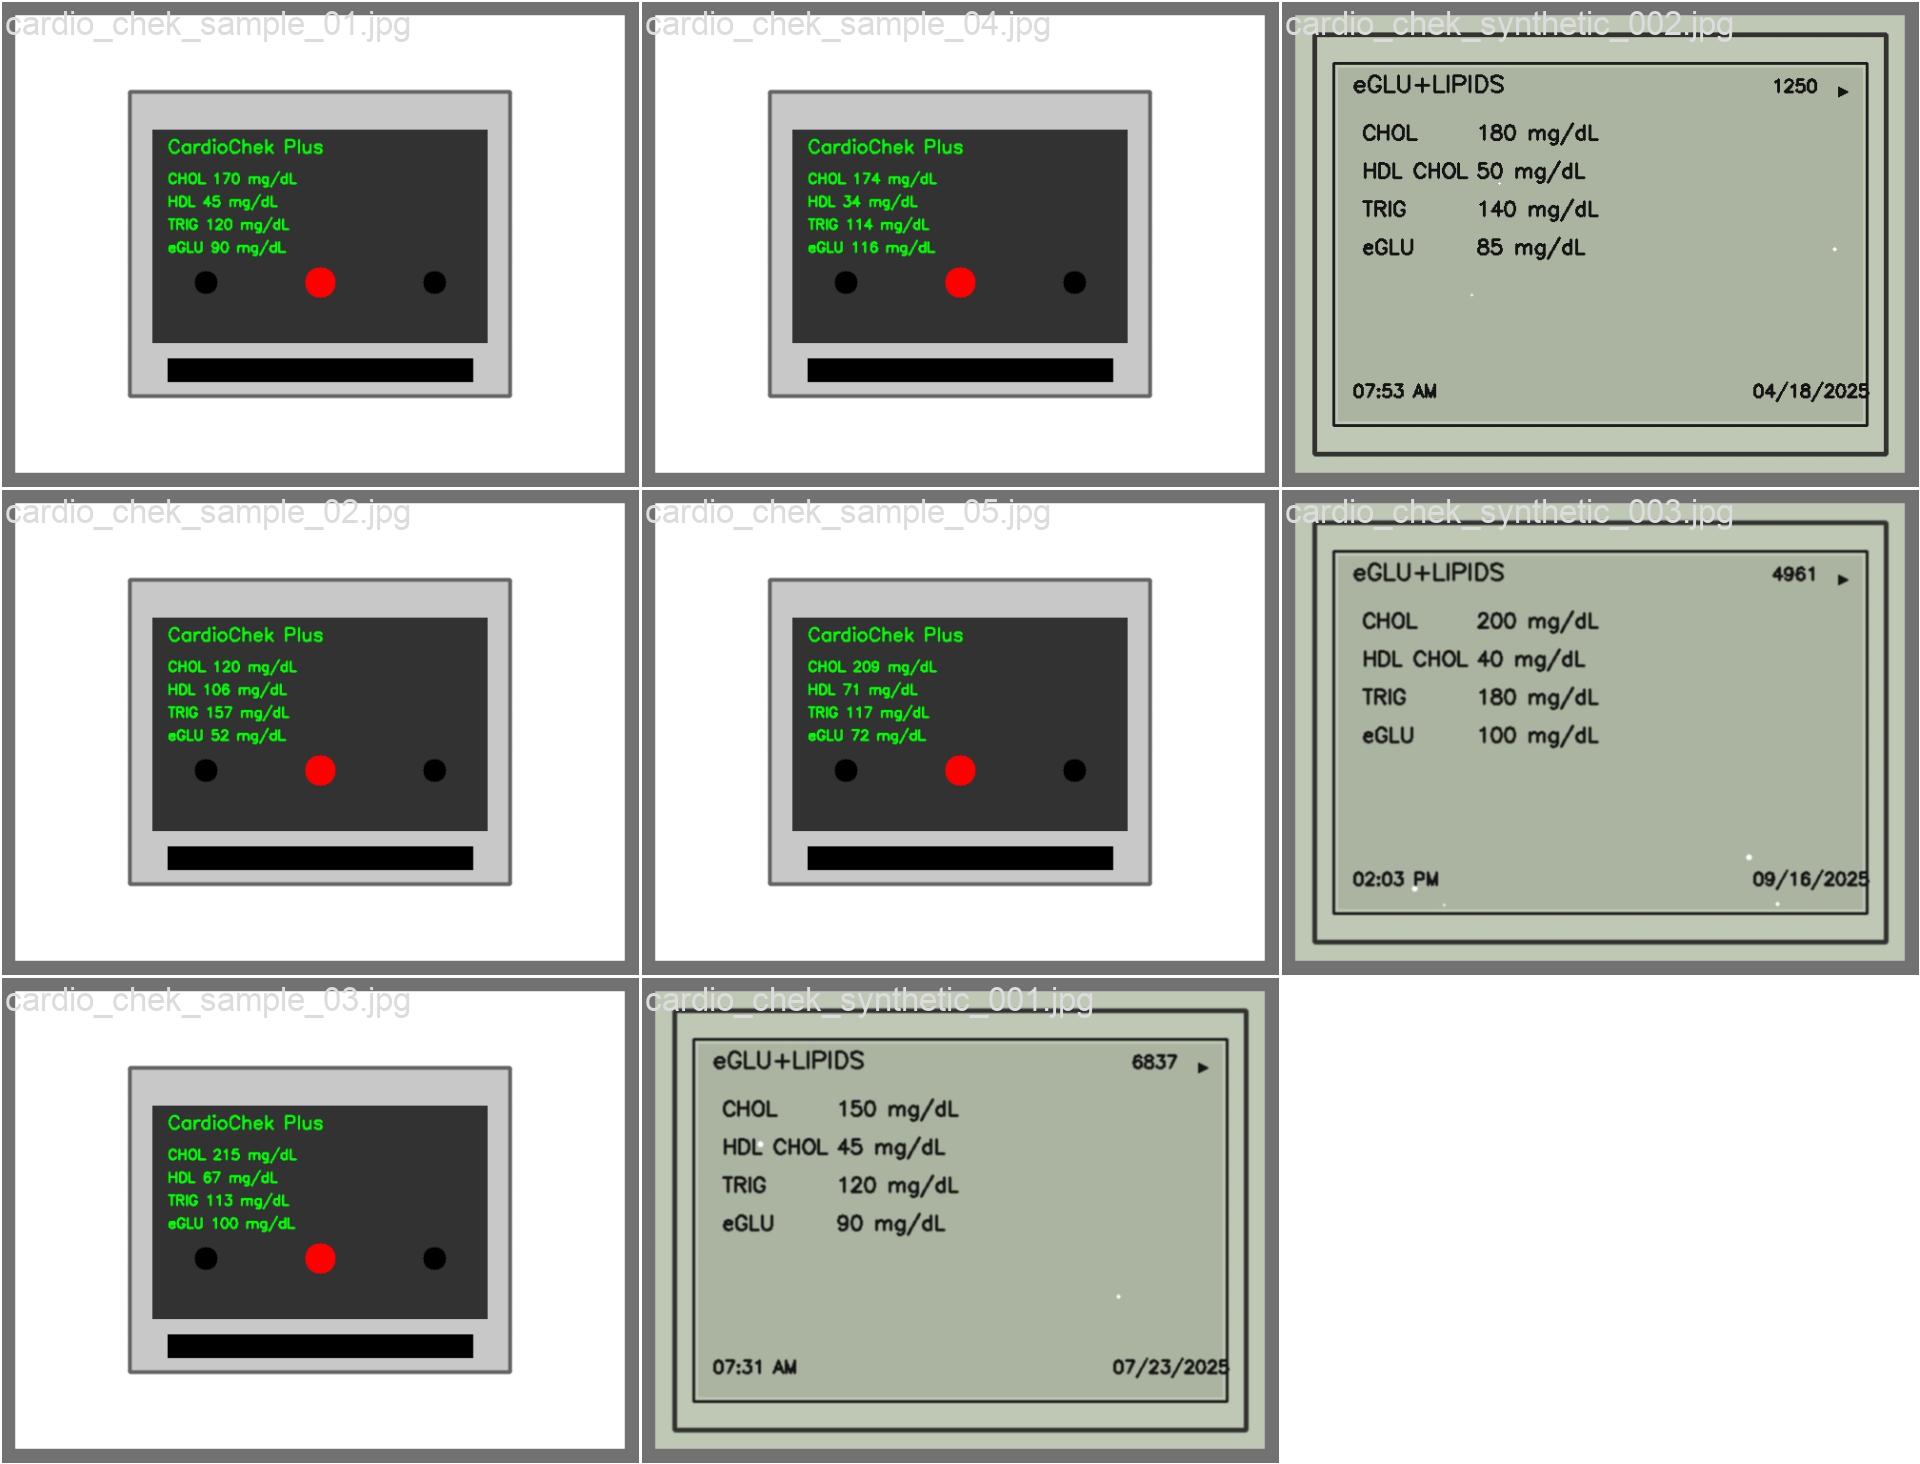 cardio_chek_sample_01.jpg
CardioChek Plus
CHOL 170 mg/dL
HDL 45 mg/dL
TRIG 120 mg/dL
eGLU 90 mg/dL
cardio_chek_sample_04.jpg
CardioChek Plus
CHOL 174 mg/dL
HDL 34 mg/dL
TRIG 114 mg/dL
eGLU 116 mg/dL
cardio_chek_synthetic_002.jpg
eGLU+LIPIDS 1250
CHOL 180 mg/dL
HDL CHOL 50 mg/dL
TRIG 140 mg/dL
eGLU 85 mg/dL
07:53 AM 04/18/2025
cardio_chek_sample_02.jpg
CardioChek Plus
CHOL 120 mg/dL
HDL 106 mg/dL
TRIG 157 mg/dL
eGLU 52 mg/dL
cardio_chek_sample_05.jpg
CardioChek Plus
CHOL 209 mg/dL
HDL 71 mg/dL
TRIG 117 mg/dL
eGLU 72 mg/dL
cardio_chek_synthetic_003.jpg
eGLU+LIPIDS 4961
CHOL 200 mg/dL
HDL CHOL 40 mg/dL
TRIG 180 mg/dL
eGLU 100 mg/dL
02:03 PM 09/16/2025
cardio_chek_sample_03.jpg
CardioChek Plus
CHOL 215 mg/dL
HDL 67 mg/dL
TRIG 113 mg/dL
eGLU 100 mg/dL
cardio_chek_synthetic_001.jpg
eGLU+LIPIDS 6837
CHOL 150 mg/dL
HDL CHOL 45 mg/dL
TRIG 120 mg/dL
eGLU 90 mg/dL
07:31 AM 07/23/2025